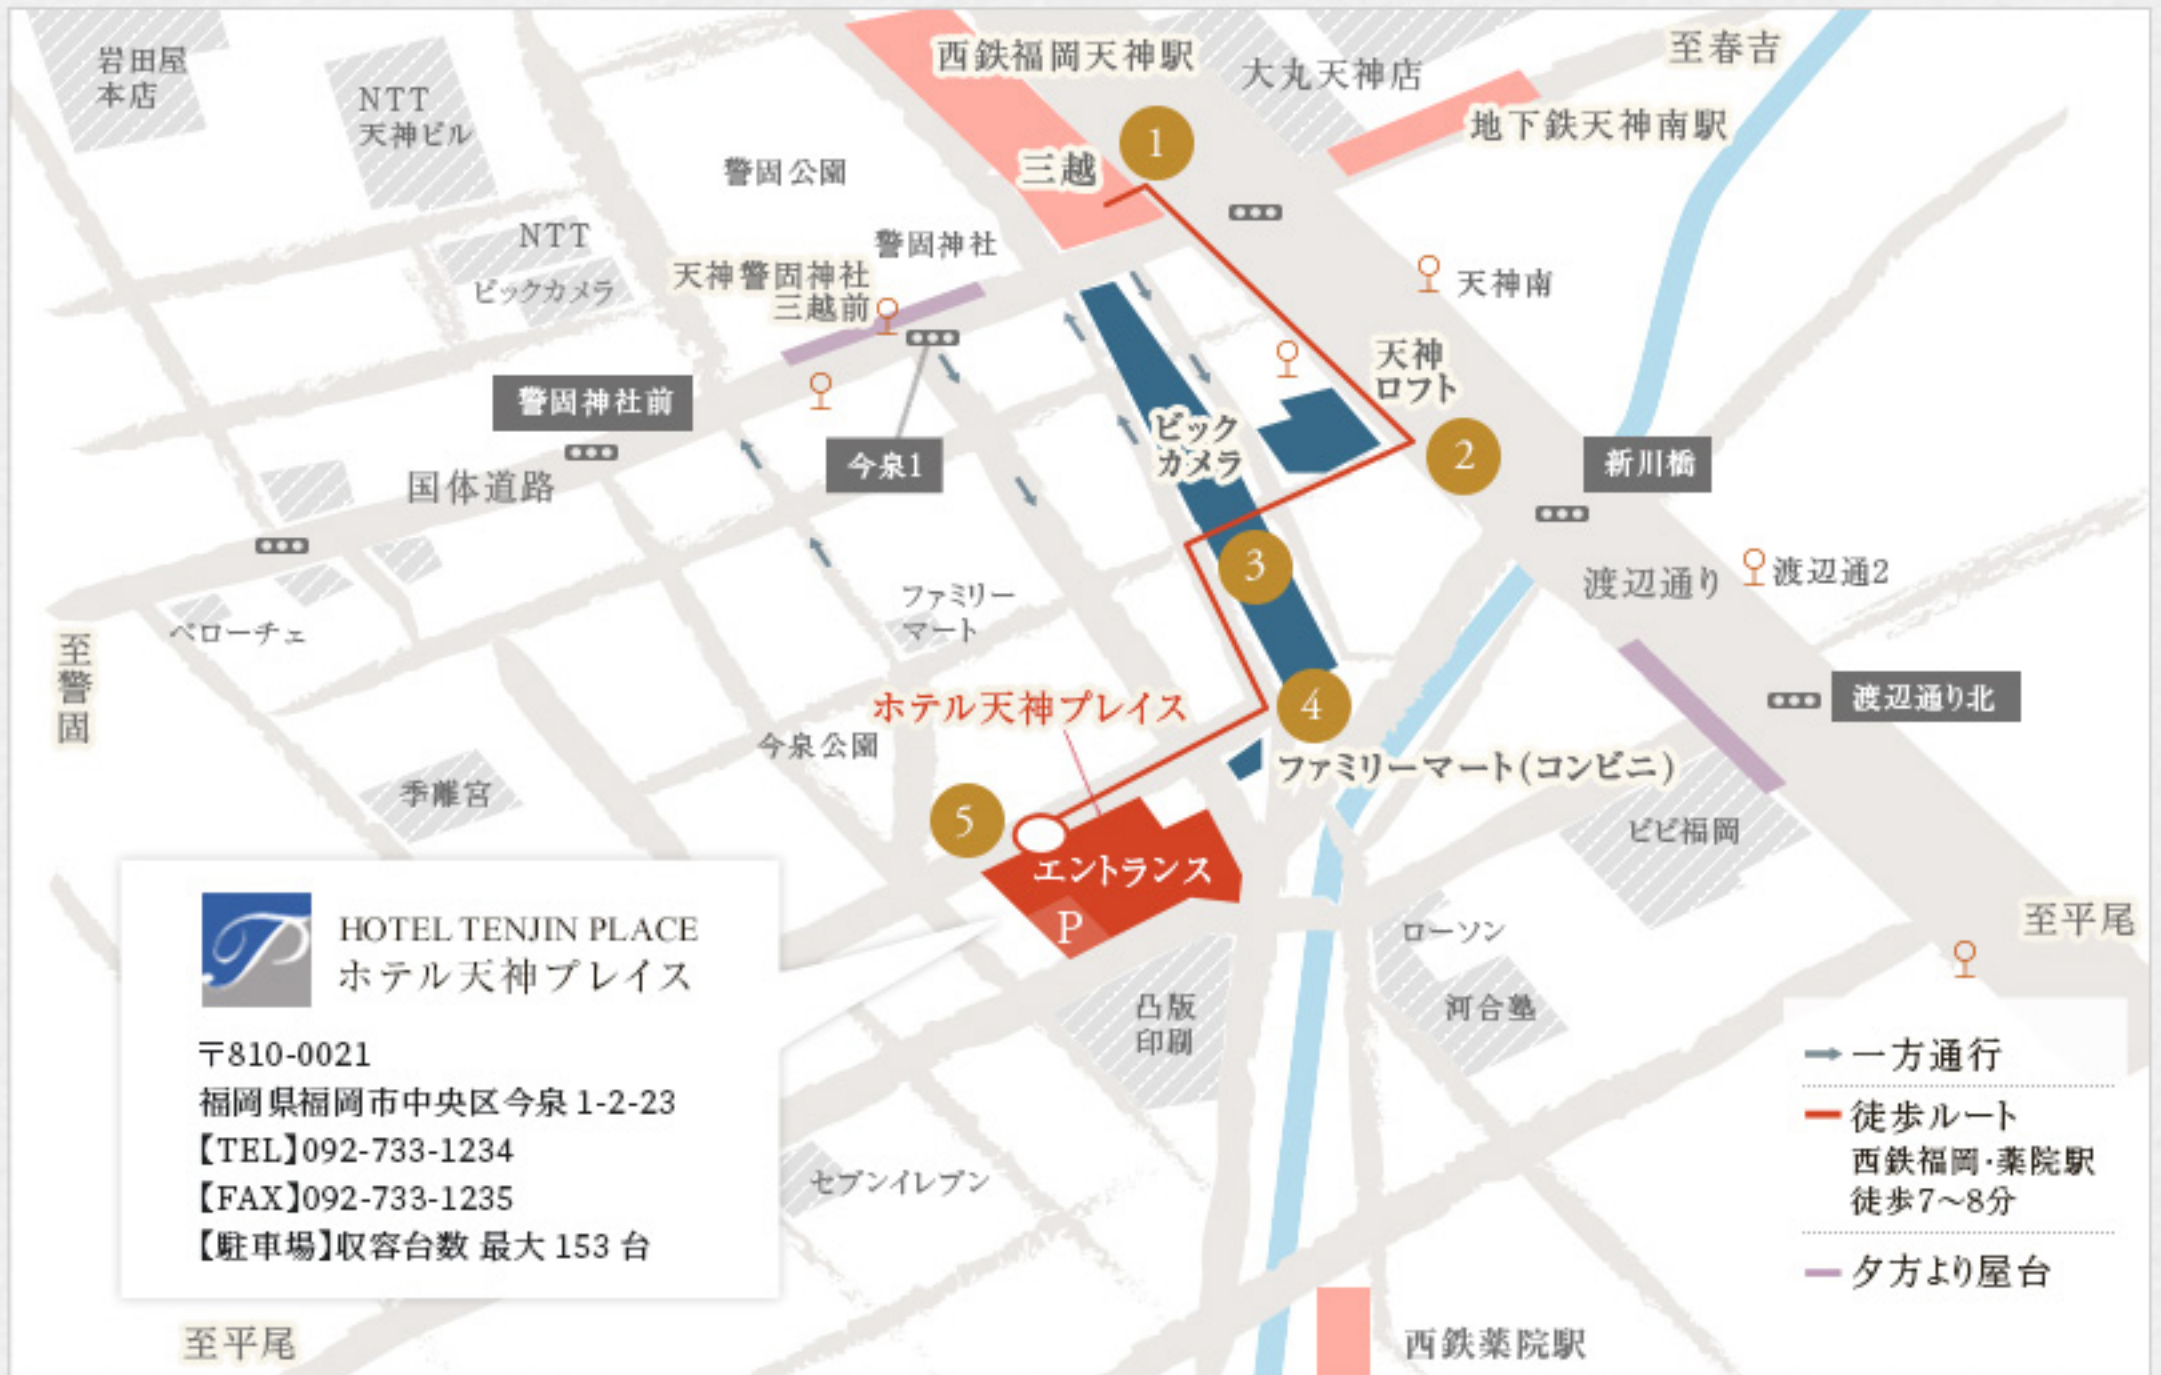 岩田屋
本店
NTT
天神ビル
西鉄福岡天神駅
大丸天神店
至春吉
地下鉄天神南駅
1
三越
警固公園
NTT
ビックカメラ
警固神社
天神警固神社
三越前
天神南
天神
ロフト
警固神社前
今泉1
ビック
カメラ
2
新川橋
国体道路
3
渡辺通り
渡辺通2
ファミリー
マート
ベローチェ
至警固
ホテル天神プレイス
4
渡辺通り北
今泉公園
ファミリーマート(コンビニ)
季離宮
5
エントランス
P
ビビ福岡
至平尾
ローソン
河合塾
凸版
印刷
セブンイレブン
HOTEL TENJIN PLACE
ホテル天神プレイス
〒810-0021
福岡県福岡市中央区今泉 1-2-23
【TEL】092-733-1234
【FAX】092-733-1235
【駐車場】収容台数 最大 153 台
一方通行
徒歩ルート
西鉄福岡・薬院駅
徒歩7〜8分
夕方より屋台
至平尾
西鉄薬院駅